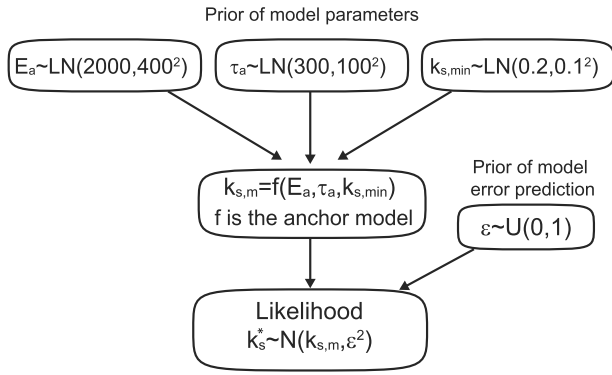 Prior of model parameters
Eₐ~LN(2000,400²)
τₐ~LN(300,100²)
kₛ,ₘᵢₙ~LN(0.2,0.1²)
kₛ,ₘ=f(Eₐ,τₐ,kₛ,ₘᵢₙ)
f is the anchor model
Prior of model
error prediction
ε~U(0,1)
Likelihood
kₛ*~N(kₛ,ₘ,ε²)